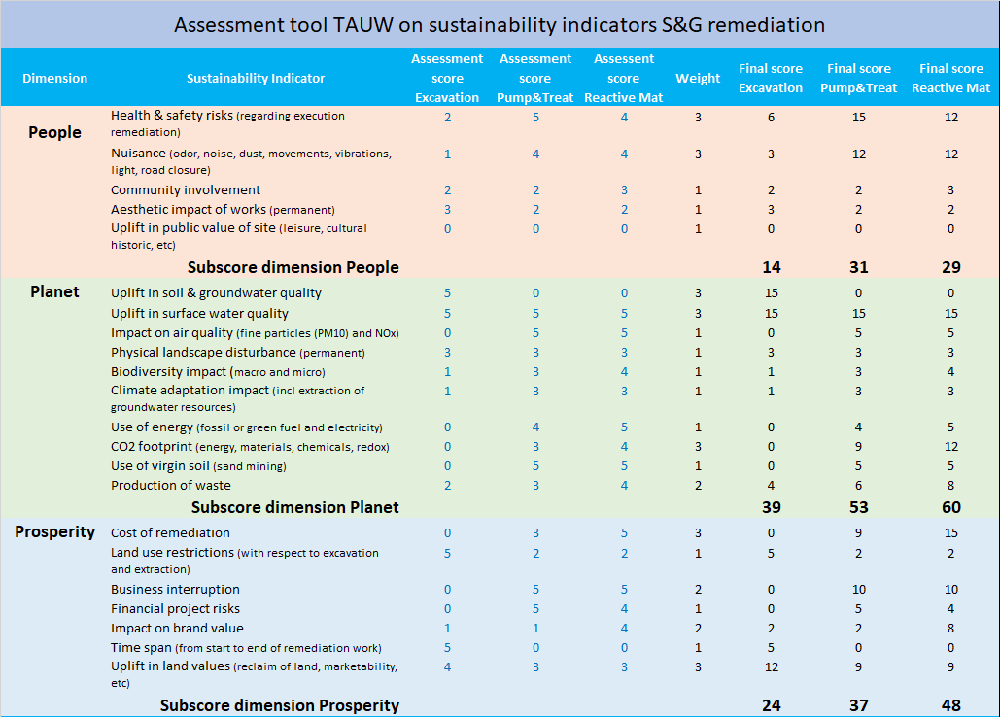 Assessment tool TAUW on sustainability indicators S&G remediation
Dimension Sustainability Indicator Assessment score Excavation Assessment score Pump&Treat Assessent score Reactive Mat Weight Final score Excavation Final score Pump&Treat Final score Reactive Mat
People
Health & safety risks (regarding execution remediation) 2 5 4 3 6 15 12
Nuisance (odor, noise, dust, movements, vibrations, light, road closure) 1 4 4 3 3 12 12
Community involvement 2 2 3 1 2 2 3
Aesthetic impact of works (permanent) 3 2 2 1 3 2 2
Uplift in public value of site (leisure, cultural historic, etc) 0 0 0 1 0 0 0
Subscore dimension People 14 31 29
Planet
Uplift in soil & groundwater quality 5 0 0 3 15 0 0
Uplift in surface water quality 5 5 5 3 15 15 15
Impact on air quality (fine particles (PM10) and NOx) 0 5 5 1 0 5 5
Physical landscape disturbance (permanent) 3 3 3 1 3 3 3
Biodiversity impact (macro and micro) 1 3 4 1 1 3 4
Climate adaptation impact (incl extraction of groundwater resources) 1 3 3 1 1 3 3
Use of energy (fossil or green fuel and electricity) 0 4 5 1 0 4 5
CO2 footprint (energy, materials, chemicals, redox) 0 3 4 3 0 9 12
Use of virgin soil (sand mining) 0 5 5 1 0 5 5
Production of waste 2 3 4 2 4 6 8
Subscore dimension Planet 39 53 60
Prosperity
Cost of remediation 0 3 5 3 0 9 15
Land use restrictions (with respect to excavation and extraction) 5 2 2 1 5 2 2
Business interruption 0 5 5 2 0 10 10
Financial project risks 0 5 4 1 0 5 4
Impact on brand value 1 1 4 2 2 2 8
Time span (from start to end of remediation work) 5 0 0 1 5 0 0
Uplift in land values (reclaim of land, marketability, etc) 4 3 3 3 12 9 9
Subscore dimension Prosperity 24 37 48